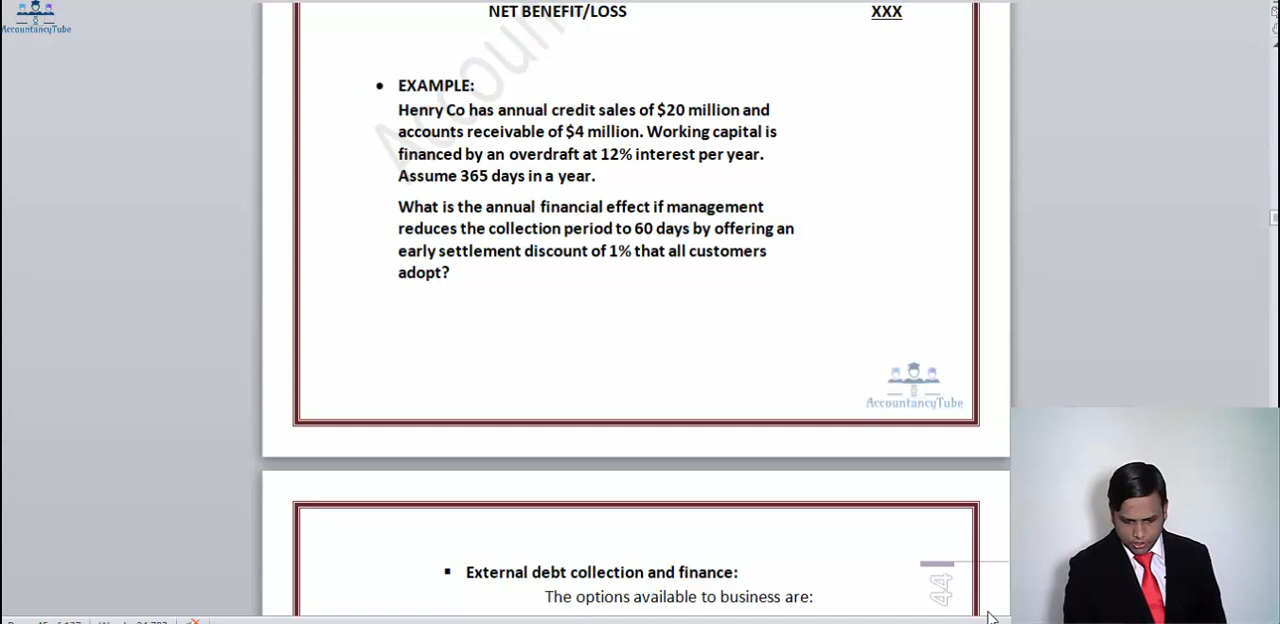 AccountancyTube
NET BENEFIT/LOSS XXX
Accoun
• EXAMPLE:
Henry Co has annual credit sales of $20 million and
accounts receivable of $4 million. Working capital is
financed by an overdraft at 12% interest per year.
Assume 365 days in a year.
What is the annual financial effect if management
reduces the collection period to 60 days by offering an
early settlement discount of 1% that all customers
adopt?
AccountancyTube
▪ External debt collection and finance:
44
The options available to business are: